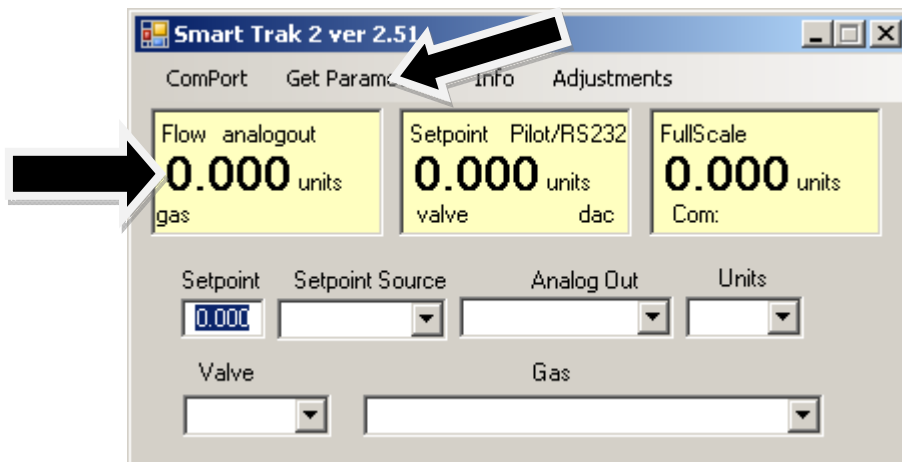 Smart Trak 2 ver 2.51
ComPort Get Info Adjustments
Flow analogout Setpoint Pilot/RS232 FullScale
0.000 units 0.000 units 0.000 units
gas valve dac Com:
Setpoint Setpoint Source Analog Out Units
0.000
Valve Gas